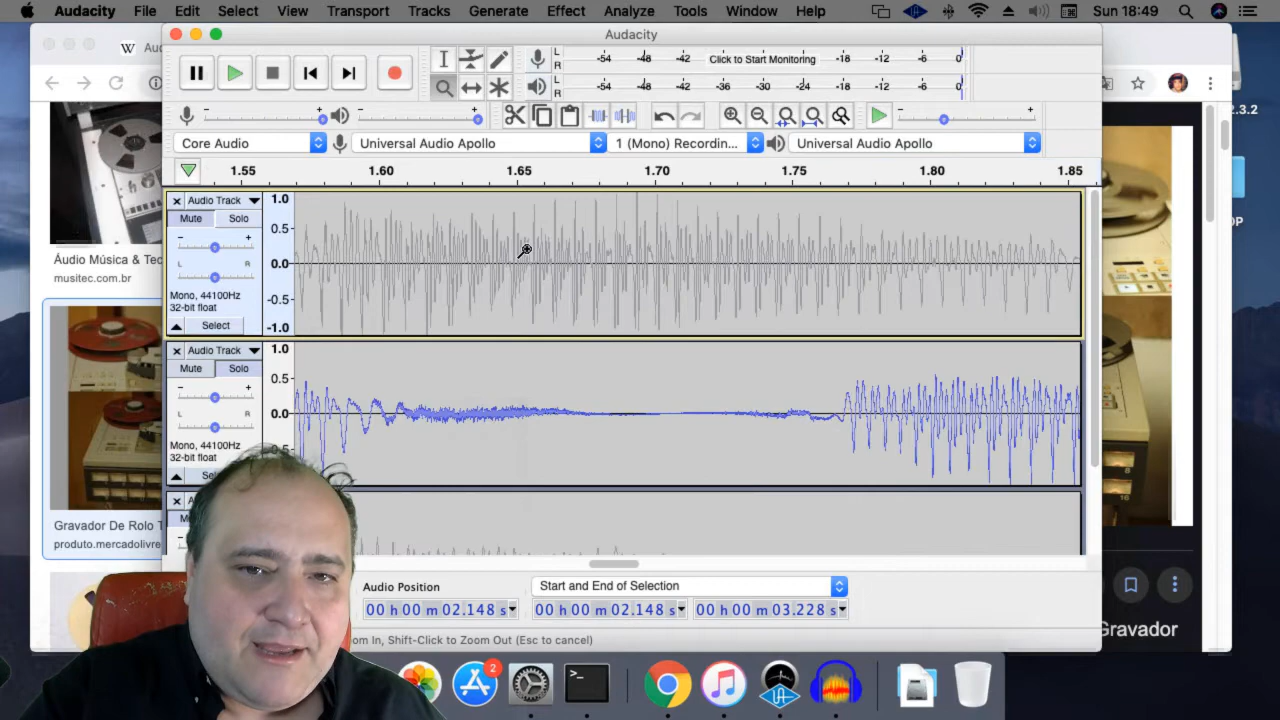 Audacity File Edit Select View Transport Tracks Generate Effect Analyze Tools Window Help Sun 18:49
Audacity
W Au
L
R
-54 -48 -42 Click to Start Monitoring -18 -12 -6 0
L
R
-54 -48 -42 -36 -30 -24 -18 -12 -6 0
.2.3.2
Core Audio Universal Audio Apollo 1 (Mono) Recordin... Universal Audio Apollo
1.55 1.60 1.65 1.70 1.75 1.80 1.85
× Audio Track 1.0
Mute Solo
0.5
- +
L R
0.0
Mono, 44100Hz
32-bit float
-0.5
Select
-1.0
× Audio Track 1.0
Mute Solo
0.5
- +
L R
0.0
Mono, 44100Hz
32-bit float
Áudio Música & Tec
musitec.com.br
Gravador De Rolo T
produto.mercadolivre
OP
Audio Position Start and End of Selection
00 h 00 m 02.148 s 00 h 00 m 02.148 s 00 h 00 m 03.228 s
om In, Shift-Click to Zoom Out (Esc to cancel)
Gravador
2
>_
UA